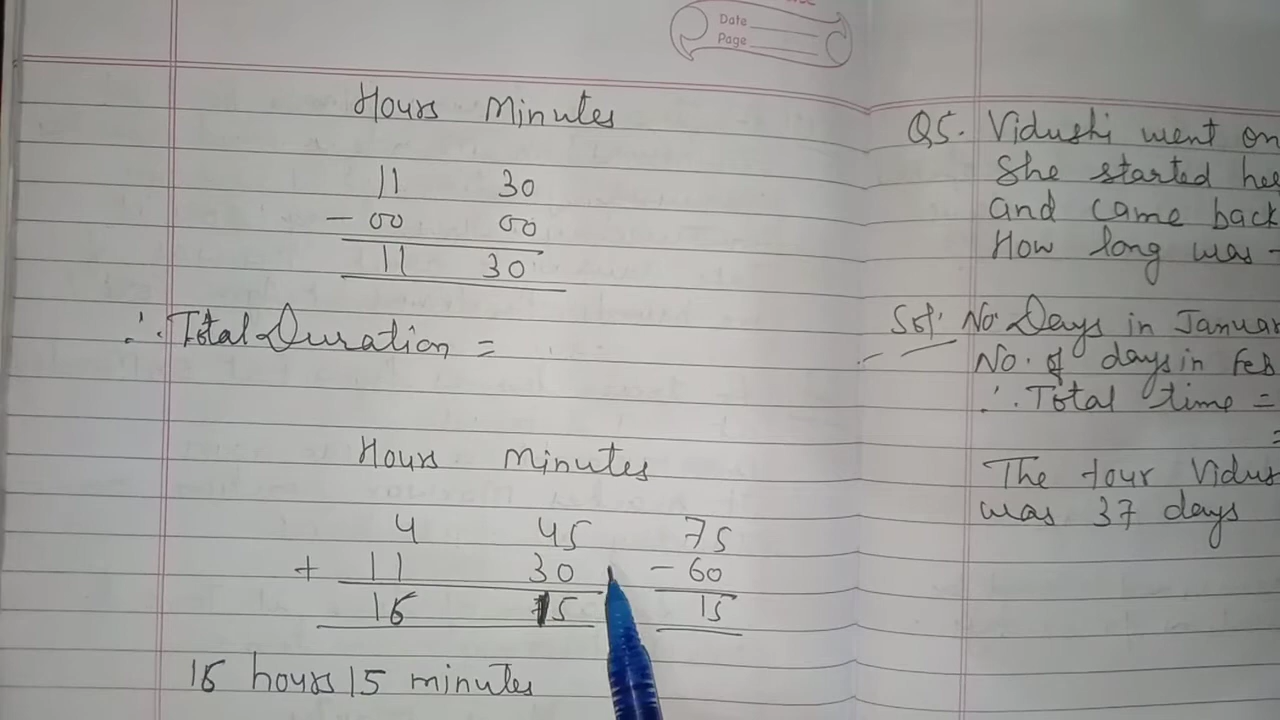 Date
Page
Hours Minutes
11 30
- 00 00
11 30
∴ Total Duration =
Hours Minutes
4 45 75
+ 11 30 - 60
16 15 15
16 hours 15 minutes
Q5. Vidushi went on
She started he
and came back
How long was
Sol. No. Days in Januar
No. of days in Feb
∴ Total time =
=
The tour Vidus
was 37 days